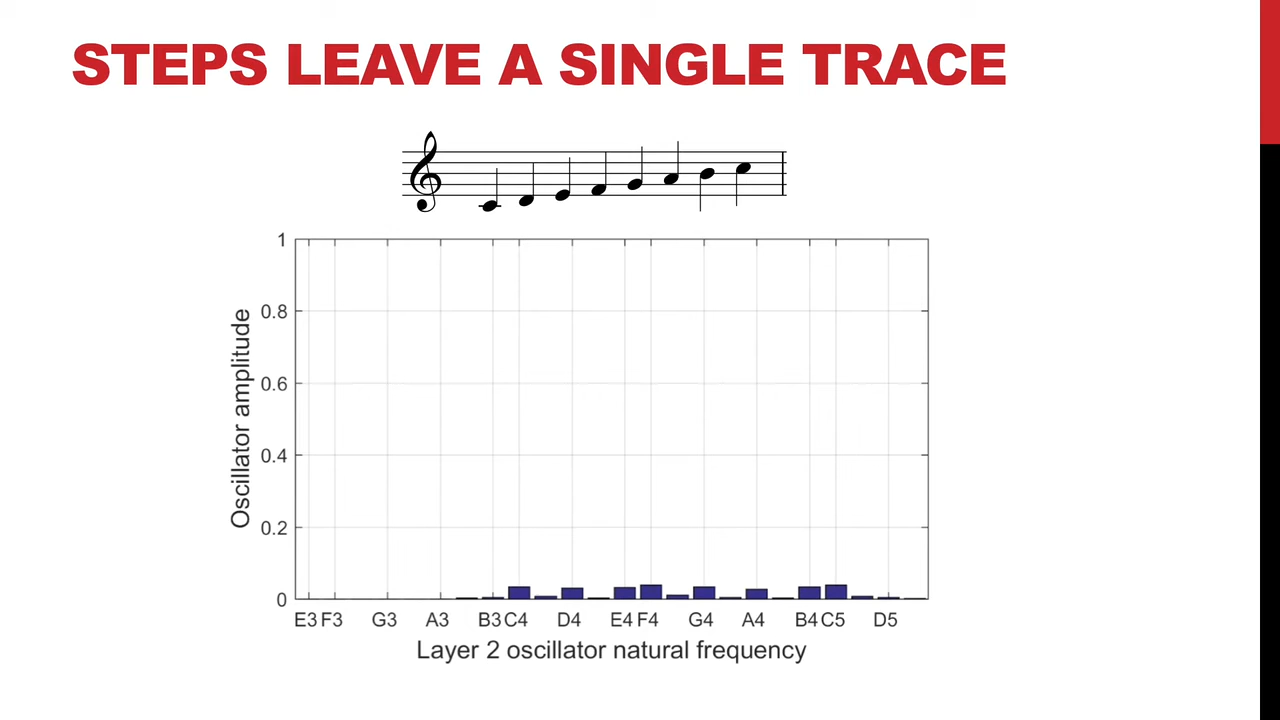 STEPS LEAVE A SINGLE TRACE
1
0.8
0.6
0.4
0.2
0
Oscillator amplitude
E3 F3 G3 A3 B3 C4 D4 E4 F4 G4 A4 B4 C5 D5
Layer 2 oscillator natural frequency